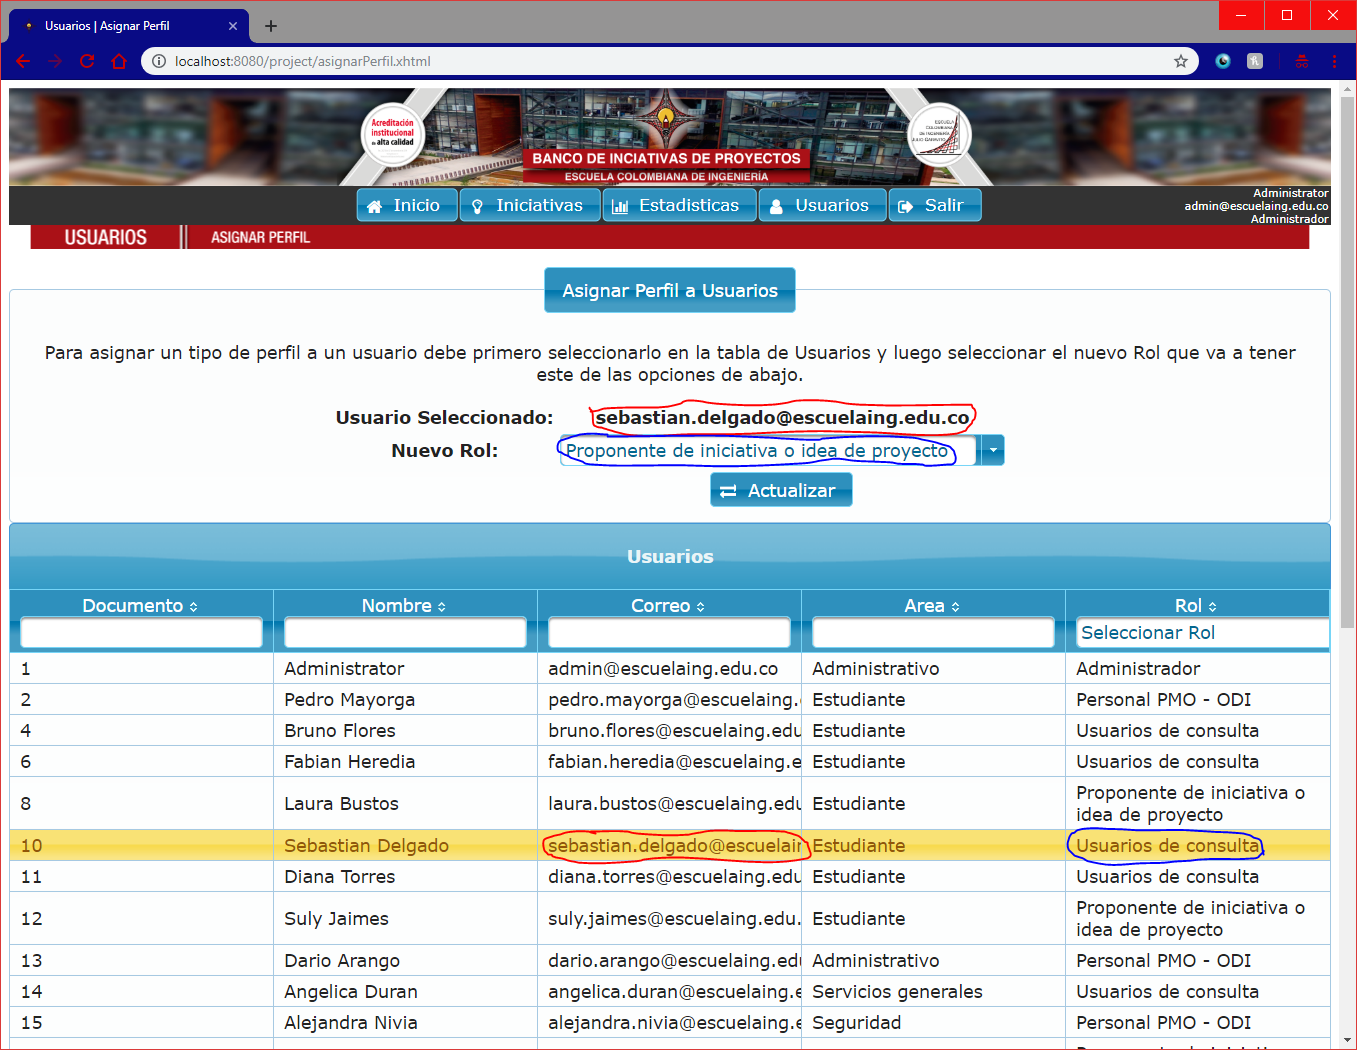 Usuarios | Asignar Perfil
localhost:8080/project/asignarPerfil.xhtml
Acreditación
institucional
de alta calidad
ESCUELA
COLOMBIANA
DE INGENIERÍA
JULIO GARAVITO
BANCO DE INCIATIVAS DE PROYECTOS
ESCUELA COLOMBIANA DE INGENIERÍA
Inicio Iniciativas Estadisticas Usuarios Salir
Administrator
admin@escuelaing.edu.co
Administrador
USUARIOS ASIGNAR PERFIL
Asignar Perfil a Usuarios
Para asignar un tipo de perfil a un usuario debe primero seleccionarlo en la tabla de Usuarios y luego seleccionar el nuevo Rol que va a tener
este de las opciones de abajo.
Usuario Seleccionado: sebastian.delgado@escuelaing.edu.co
Nuevo Rol: Proponente de iniciativa o idea de proyecto
Actualizar
Usuarios
Documento Nombre Correo Area Rol
Seleccionar Rol
1 Administrator admin@escuelaing.edu.co Administrativo Administrador
2 Pedro Mayorga pedro.mayorga@escuelaing. Estudiante Personal PMO - ODI
4 Bruno Flores bruno.flores@escuelaing.e Estudiante Usuarios de consulta
6 Fabian Heredia fabian.heredia@escuelaing.e Estudiante Usuarios de consulta
8 Laura Bustos laura.bustos@escuelaing.edu Estudiante Proponente de iniciativa o
idea de proyecto
10 Sebastian Delgado sebastian.delgado@escuelain Estudiante Usuarios de consulta
11 Diana Torres diana.torres@escuelaing.edu Estudiante Usuarios de consulta
12 Suly Jaimes suly.jaimes@escuelaing.edu. Estudiante Proponente de iniciativa o
idea de proyecto
13 Dario Arango dario.arango@escuelaing.edu Administrativo Personal PMO - ODI
14 Angelica Duran angelica.duran@escuelaing.e Servicios generales Usuarios de consulta
15 Alejandra Nivia alejandra.nivia@escuelaing.e Seguridad Personal PMO - ODI